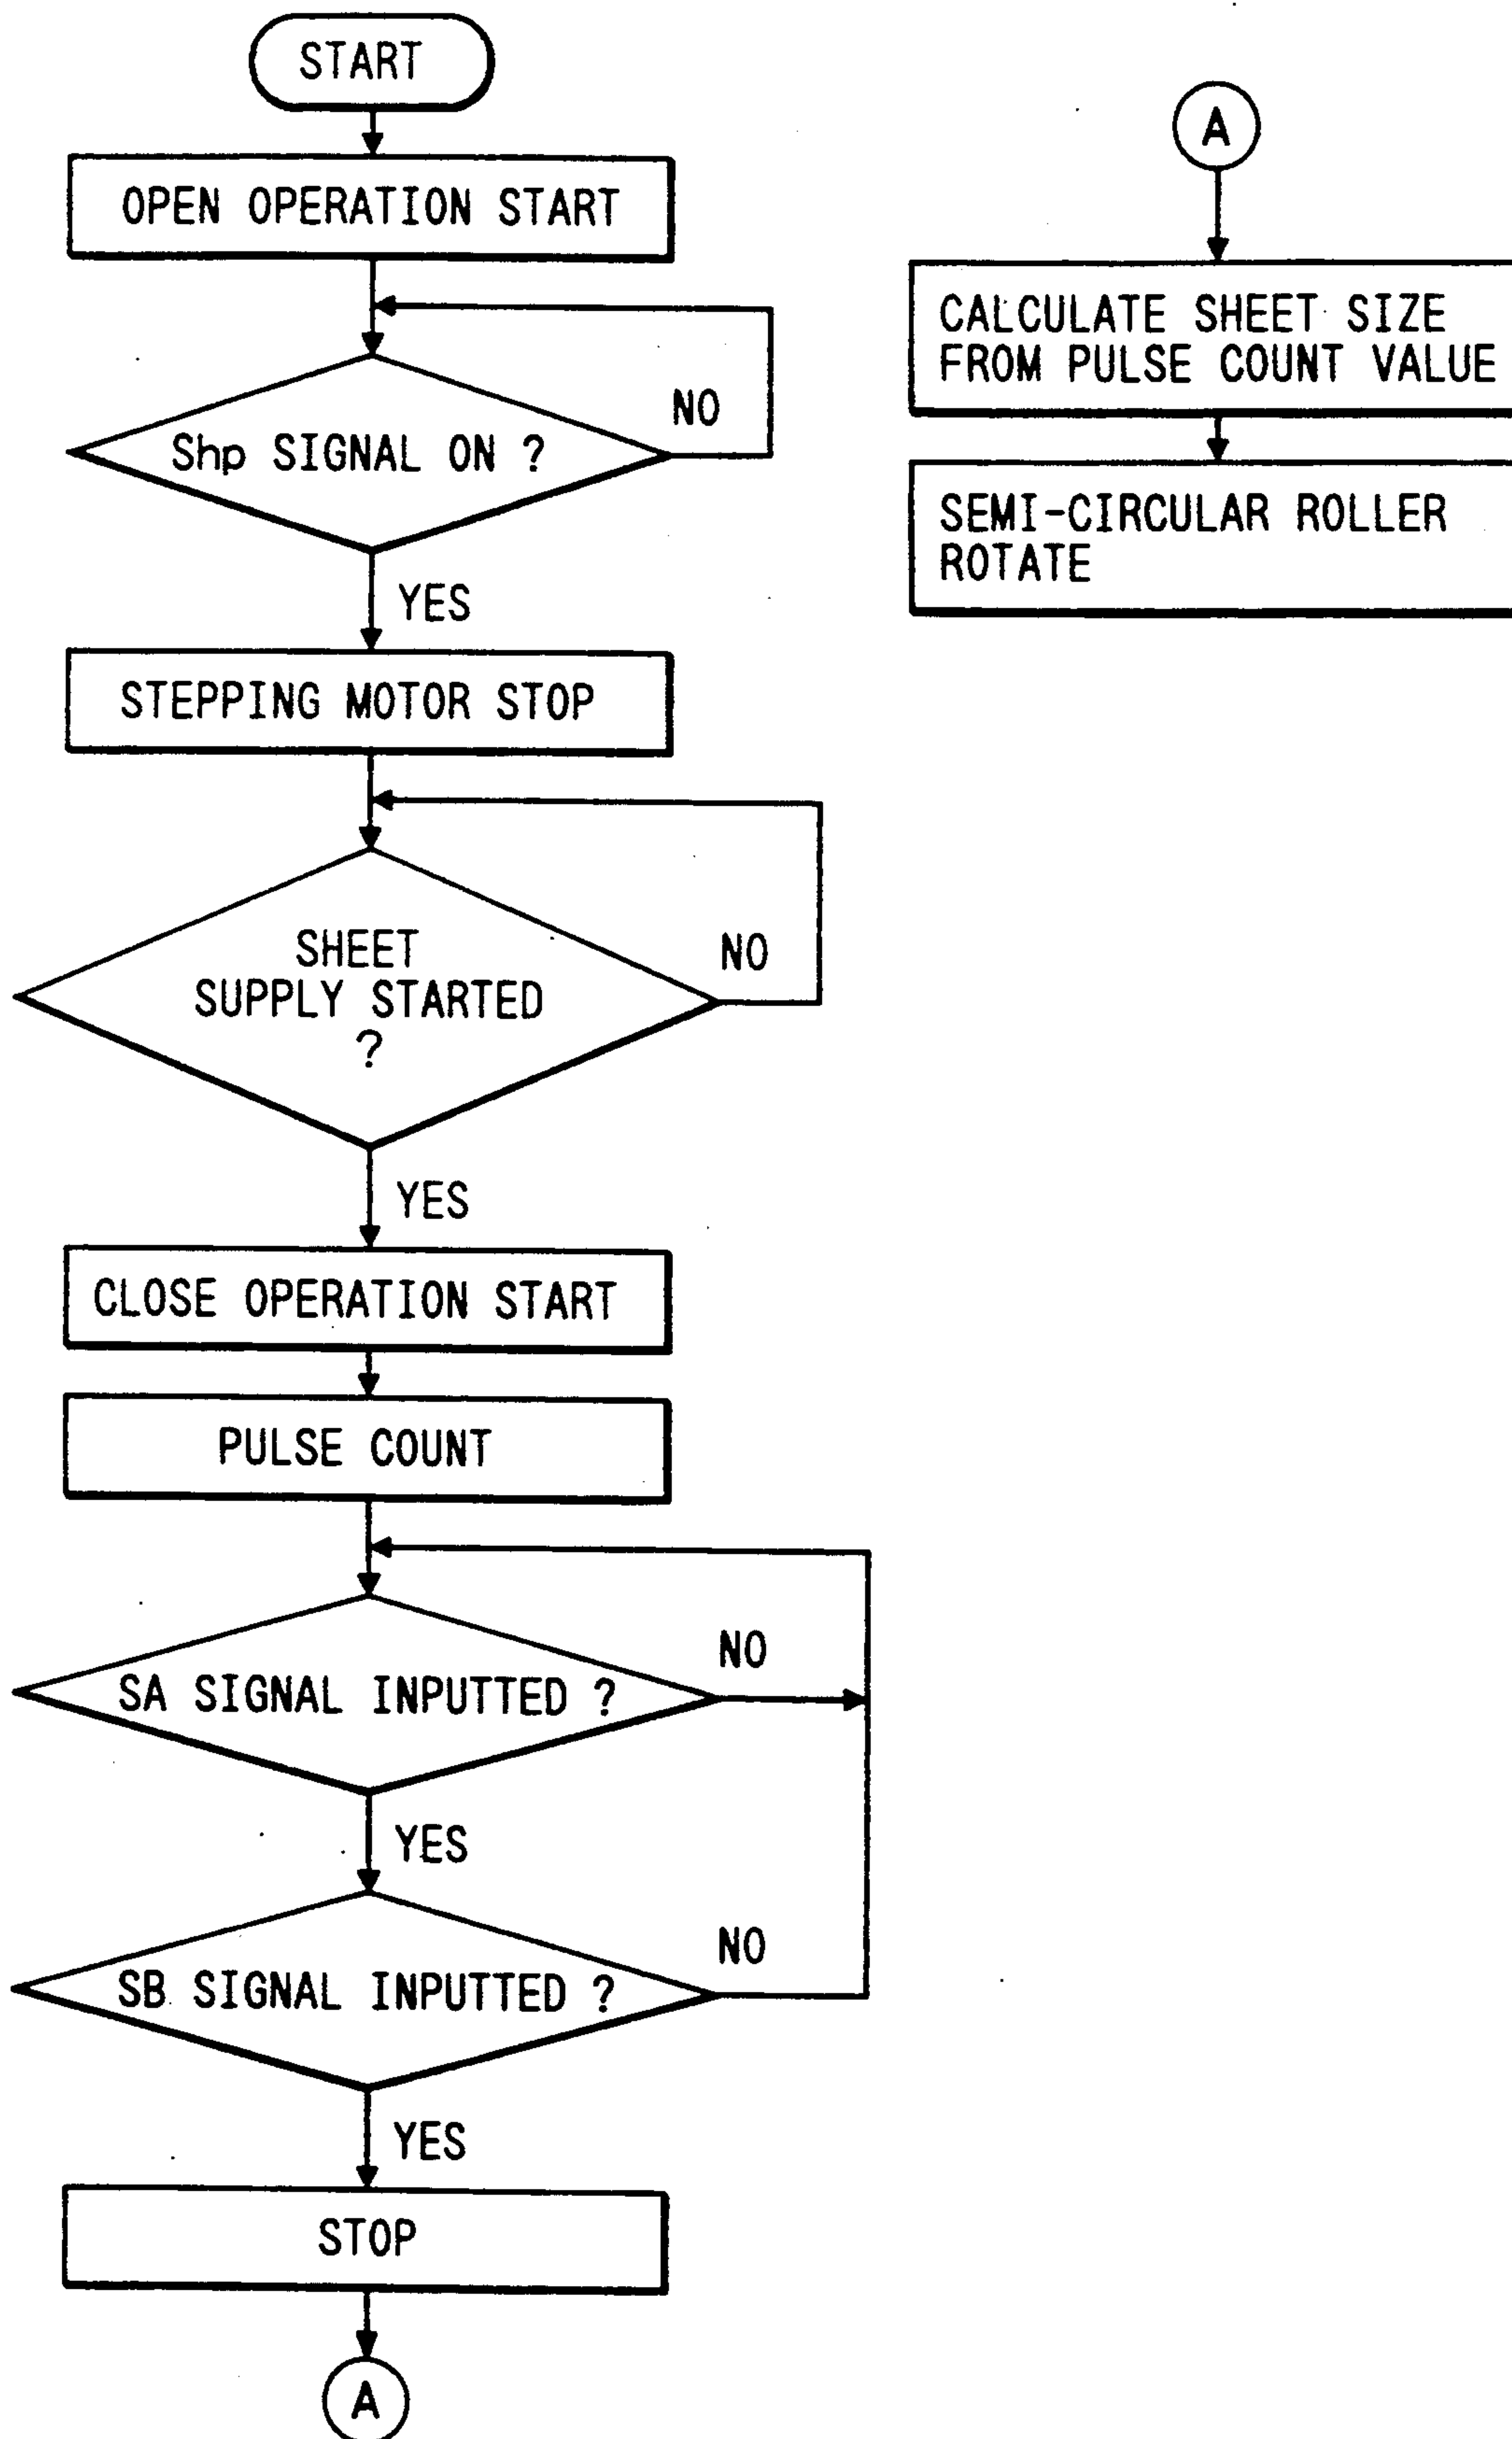 START
OPEN OPERATION START
Shp SIGNAL ON ?
NO
YES
STEPPING MOTOR STOP
SHEET
SUPPLY STARTED
?
NO
YES
CLOSE OPERATION START
PULSE COUNT
SA SIGNAL INPUTTED ?
NO
YES
SB SIGNAL INPUTTED ?
NO
YES
STOP
A
A
CALCULATE SHEET SIZE
FROM PULSE COUNT VALUE
SEMI-CIRCULAR ROLLER
ROTATE